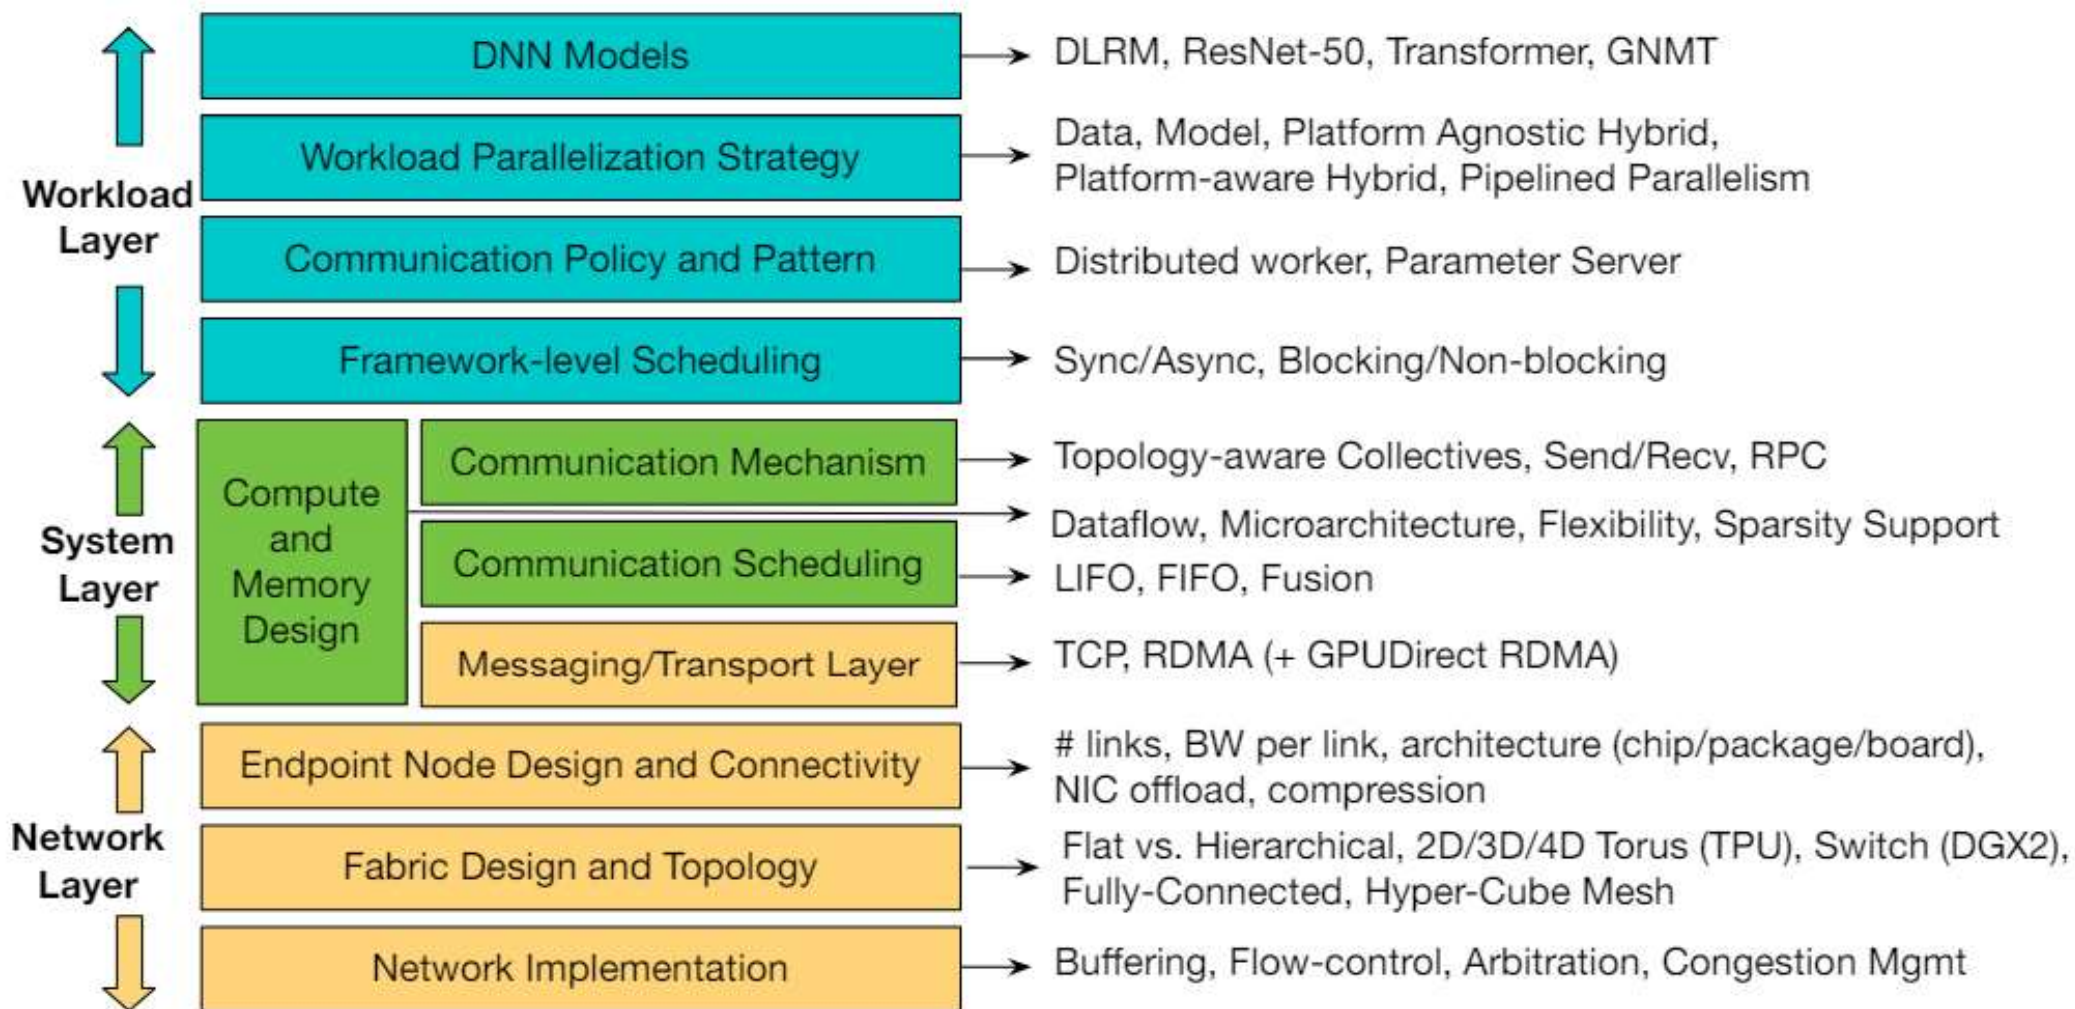 DNN Models
DLRM, ResNet-50, Transformer, GNMT
Workload Parallelization Strategy
Data, Model, Platform Agnostic Hybrid,
Platform-aware Hybrid, Pipelined Parallelism
Workload
Layer
Communication Policy and Pattern
Distributed worker, Parameter Server
Framework-level Scheduling
Sync/Async, Blocking/Non-blocking
System
Layer
Compute
and
Memory
Design
Communication Mechanism
Topology-aware Collectives, Send/Recv, RPC
Dataflow, Microarchitecture, Flexibility, Sparsity Support
Communication Scheduling
LIFO, FIFO, Fusion
Messaging/Transport Layer
TCP, RDMA (+ GPUDirect RDMA)
Network
Layer
Endpoint Node Design and Connectivity
# links, BW per link, architecture (chip/package/board),
NIC offload, compression
Fabric Design and Topology
Flat vs. Hierarchical, 2D/3D/4D Torus (TPU), Switch (DGX2),
Fully-Connected, Hyper-Cube Mesh
Network Implementation
Buffering, Flow-control, Arbitration, Congestion Mgmt